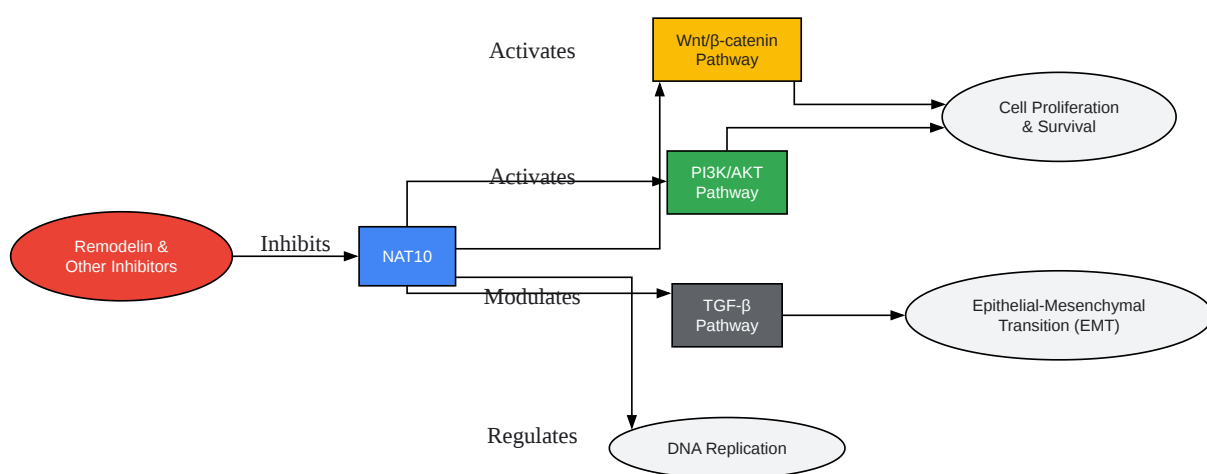 Activates
Wnt/β-catenin
Pathway
Cell Proliferation
& Survival
Activates
PI3K/AKT
Pathway
Remodelin &
Other Inhibitors
Inhibits
NAT10
Modulates
TGF-β
Pathway
Epithelial-Mesenchymal
Transition (EMT)
Regulates
DNA Replication